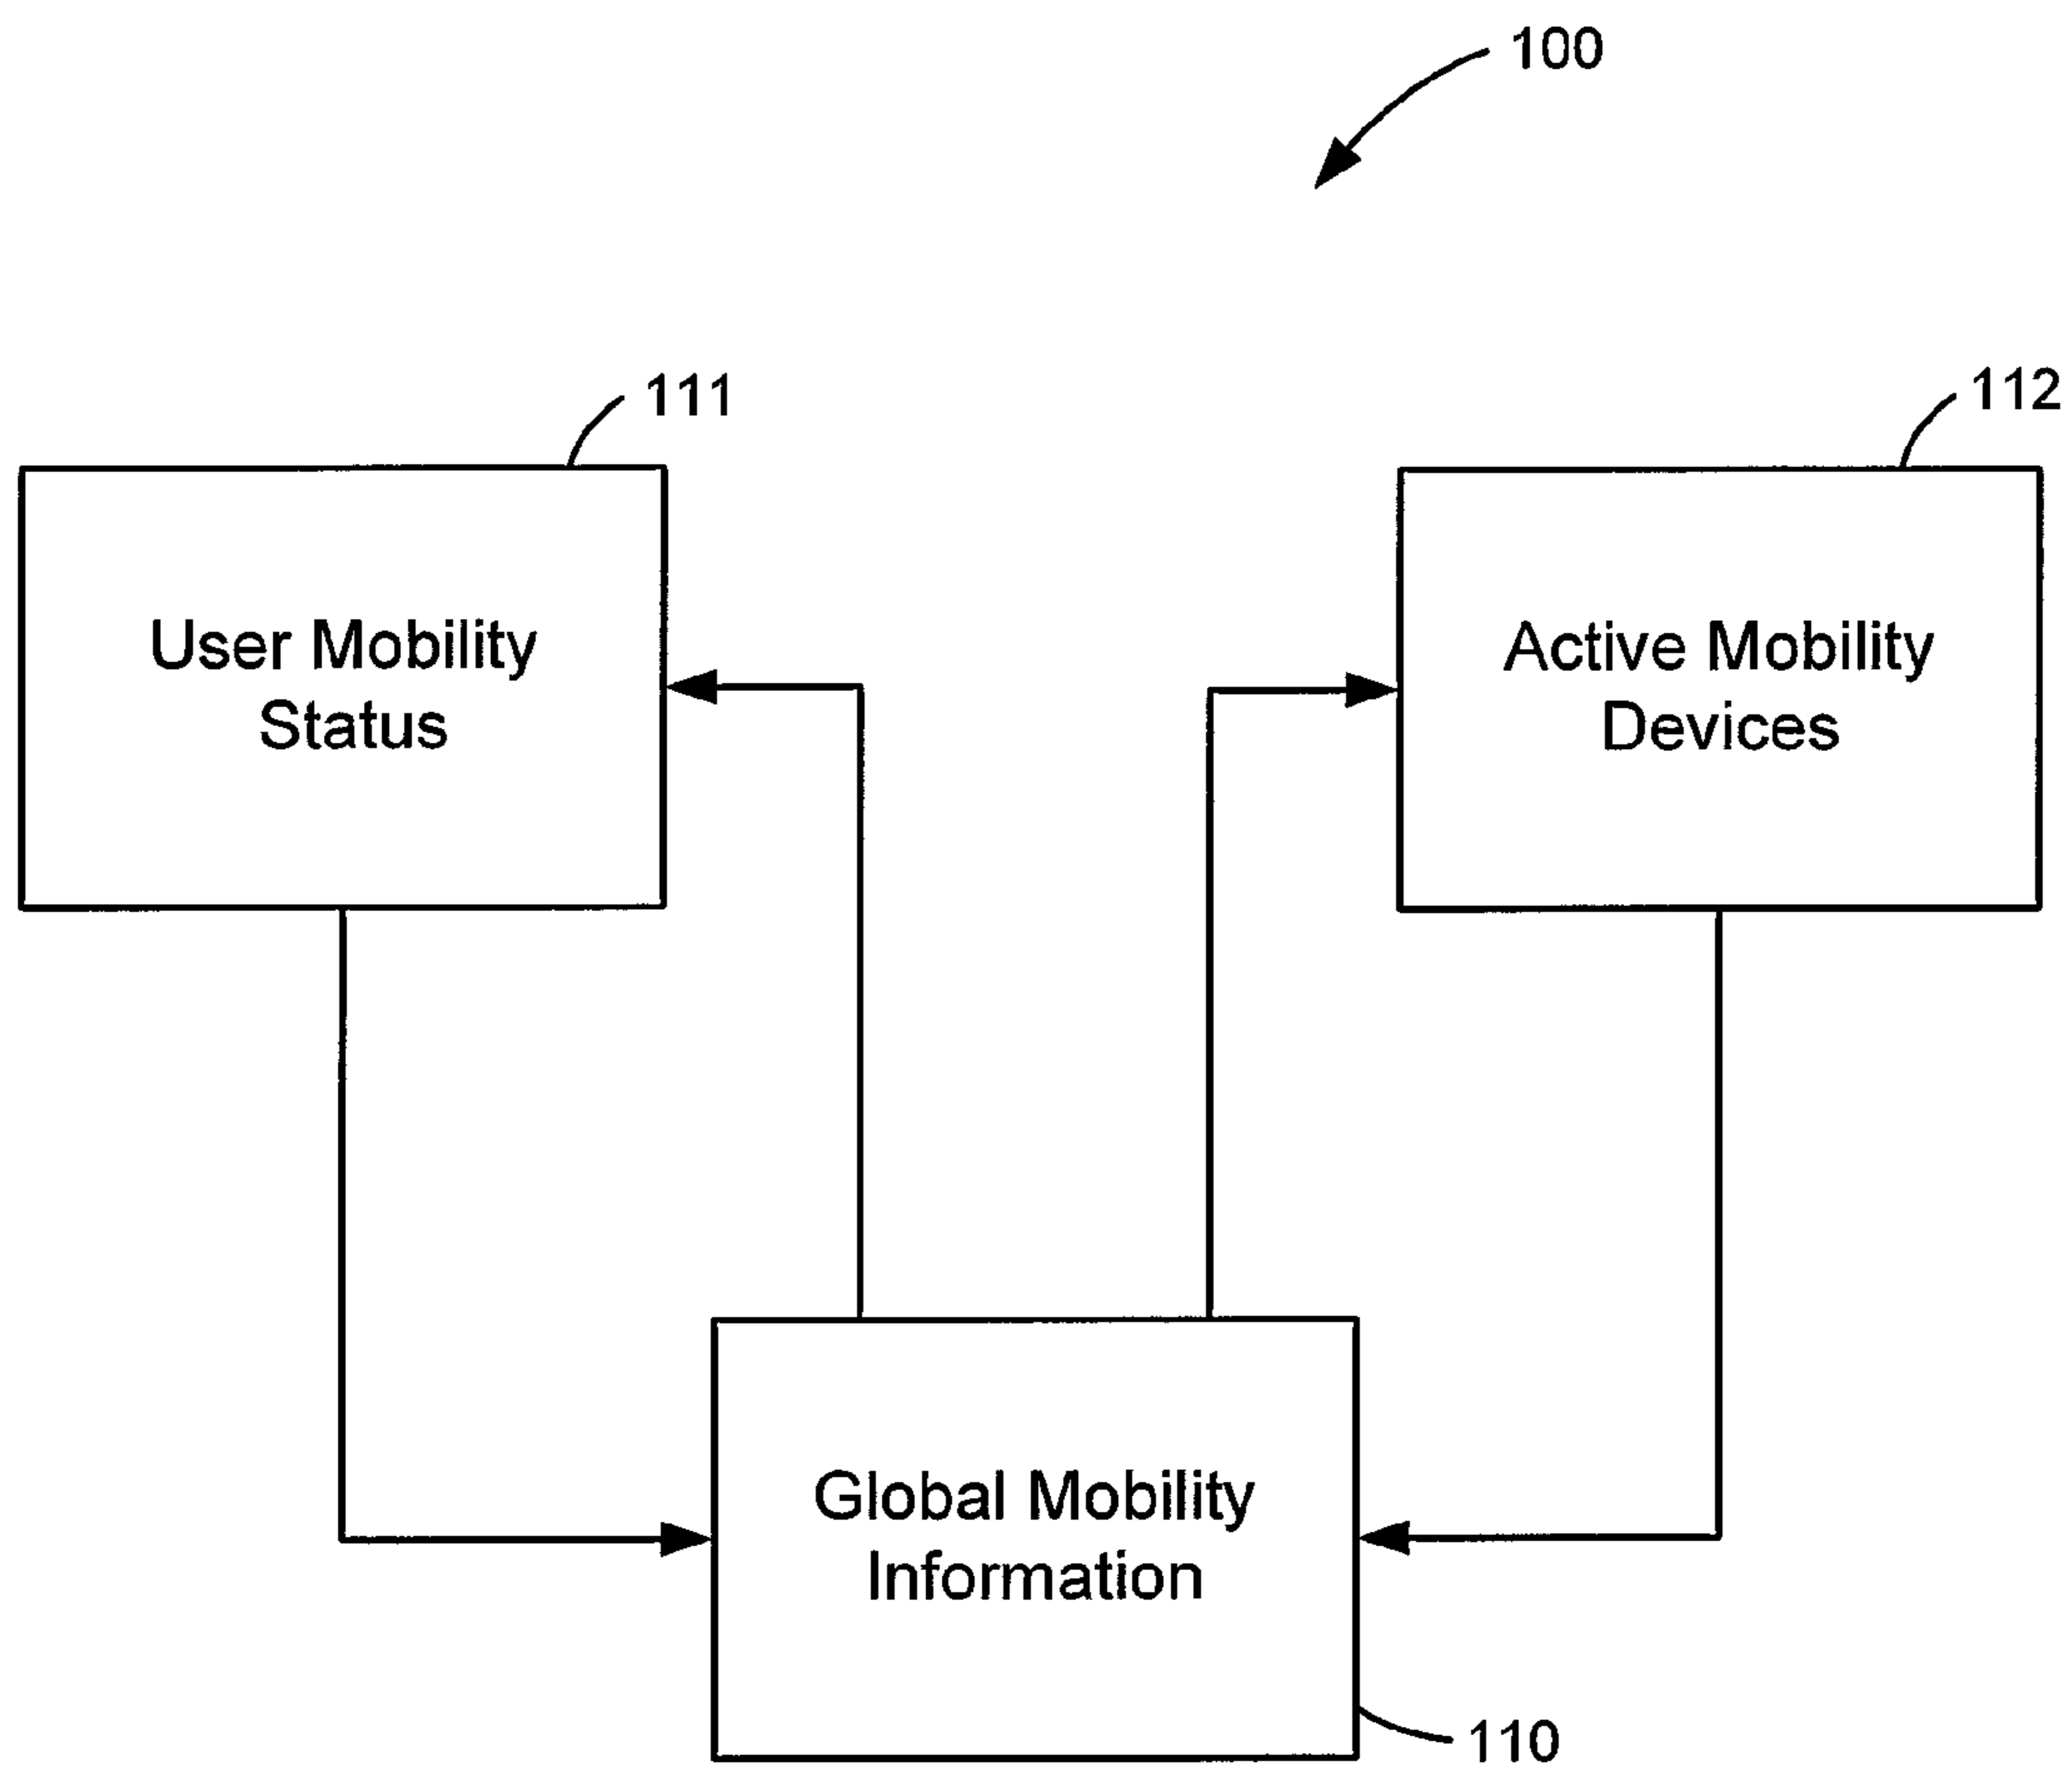 100
111
112
User Mobility
Status
Active Mobility
Devices
Global Mobility
Information
110